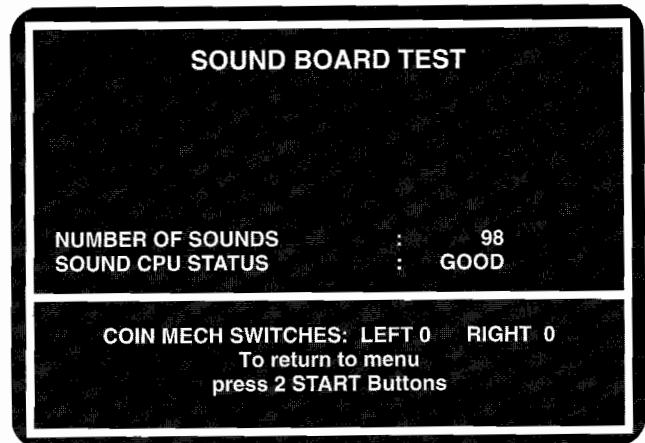 SOUND BOARD TEST
NUMBER OF SOUNDS : 98
SOUND CPU STATUS : GOOD
COIN MECH SWITCHES: LEFT 0 RIGHT 0
To return to menu
press 2 START Buttons